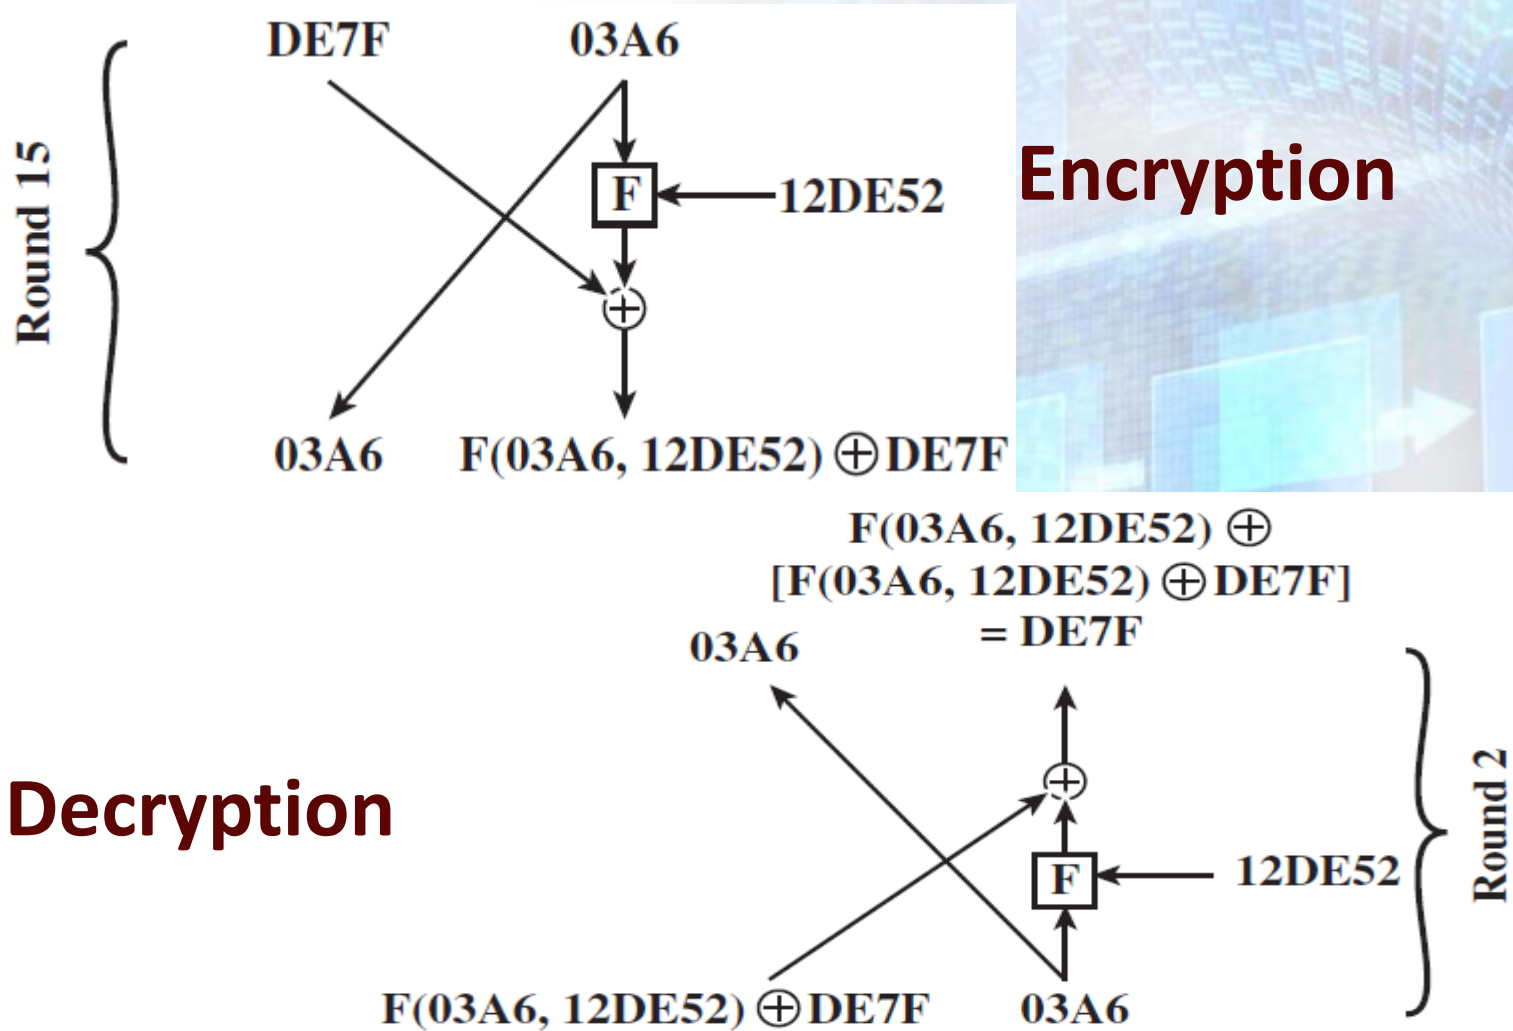 DE7F 03A6
Round 15
F
12DE52
Encryption
03A6 F(03A6, 12DE52) ⊕ DE7F
F(03A6, 12DE52) ⊕
[F(03A6, 12DE52) ⊕ DE7F]
= DE7F
03A6
Decryption
F
12DE52
Round 2
F(03A6, 12DE52) ⊕ DE7F 03A6